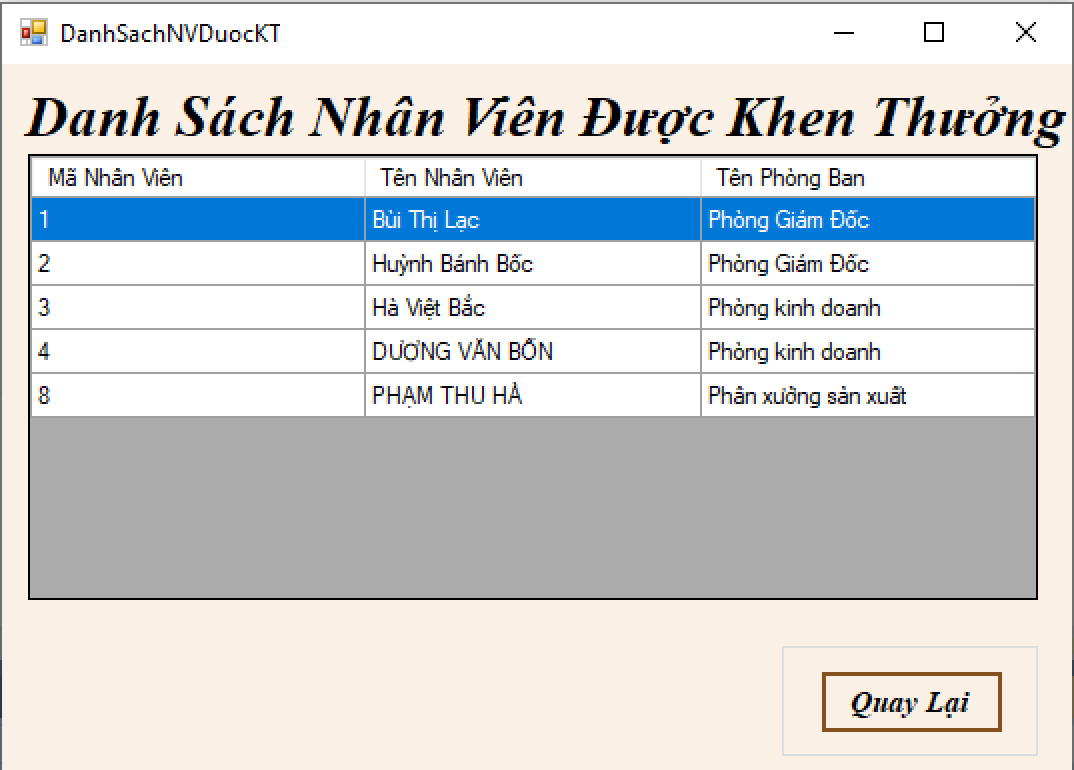 DanhSachNVDuocKT
Danh Sách Nhân Viên Được Khen Thưởng
Mã Nhân Viên Tên Nhân Viên Tên Phòng Ban
1 Bùi Thị Lạc Phòng Giám Đốc
2 Huỳnh Bánh Bốc Phòng Giám Đốc
3 Hà Việt Bắc Phòng kinh doanh
4 DƯƠNG VĂN BỐN Phòng kinh doanh
8 PHẠM THU HÀ Phân xưởng sản xuất
Quay Lại